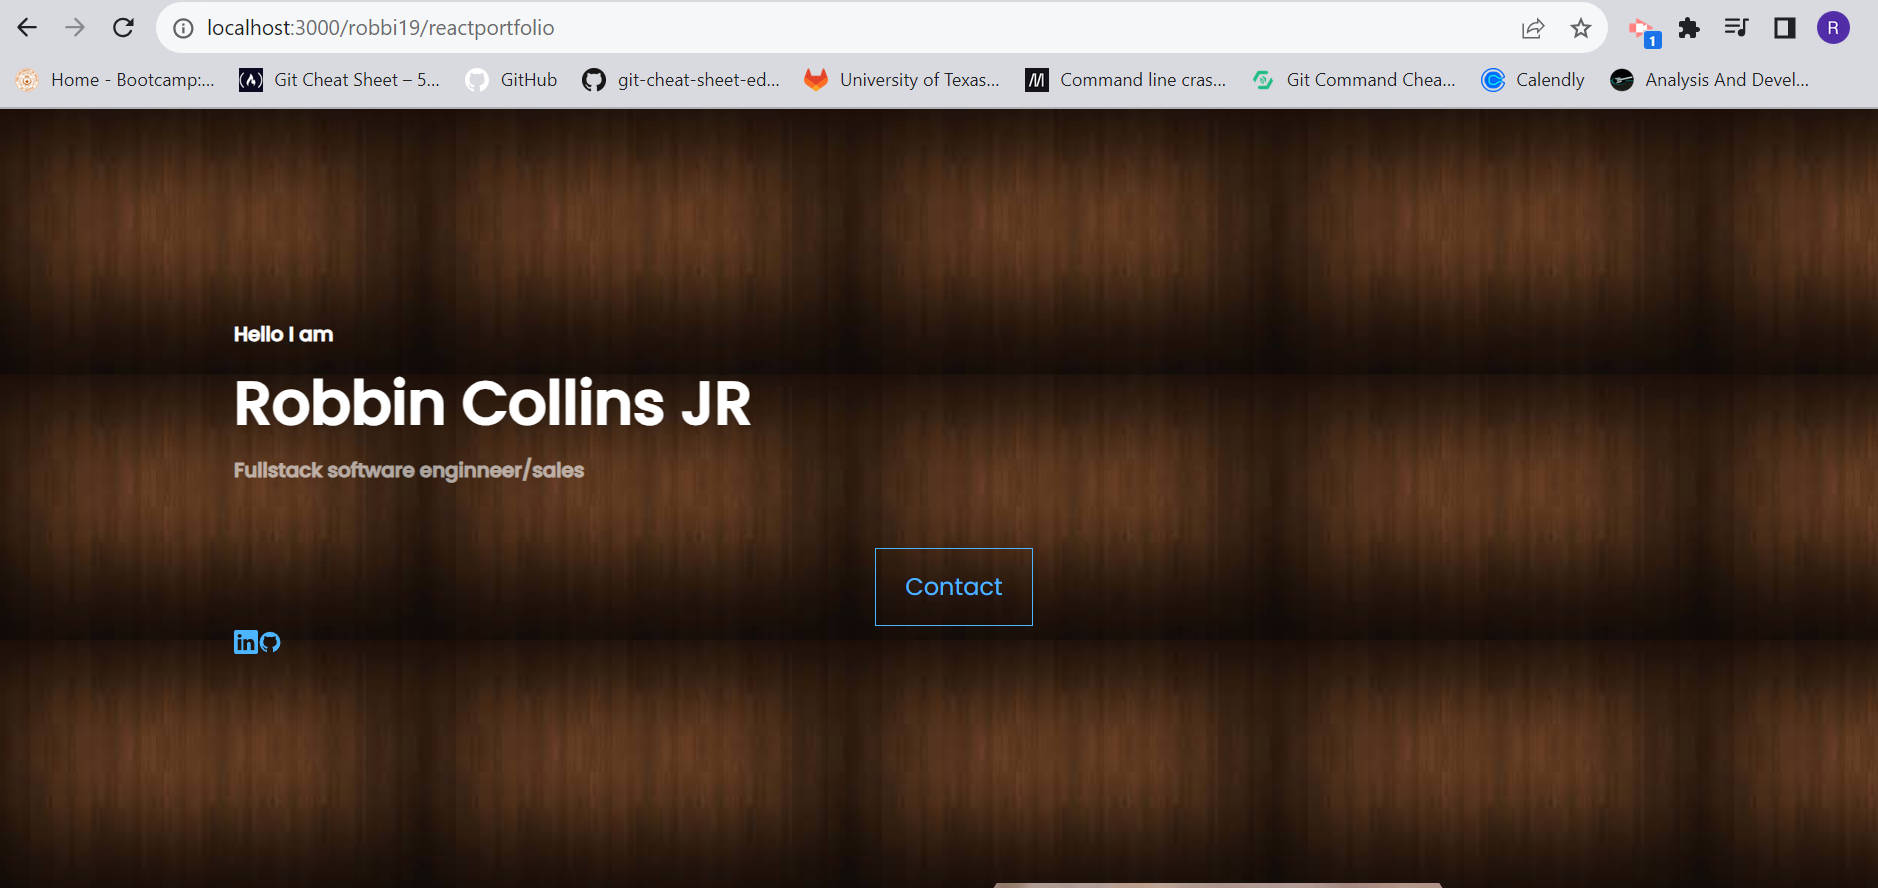 localhost:3000/robbi19/reactportfolio
1
R
Home - Bootcamp:...
Git Cheat Sheet – 5...
GitHub
git-cheat-sheet-ed...
University of Texas...
Command line cras...
Git Command Chea...
Calendly
Analysis And Devel...
Hello I am
Robbin Collins JR
Fullstack software enginneer/sales
Contact
in